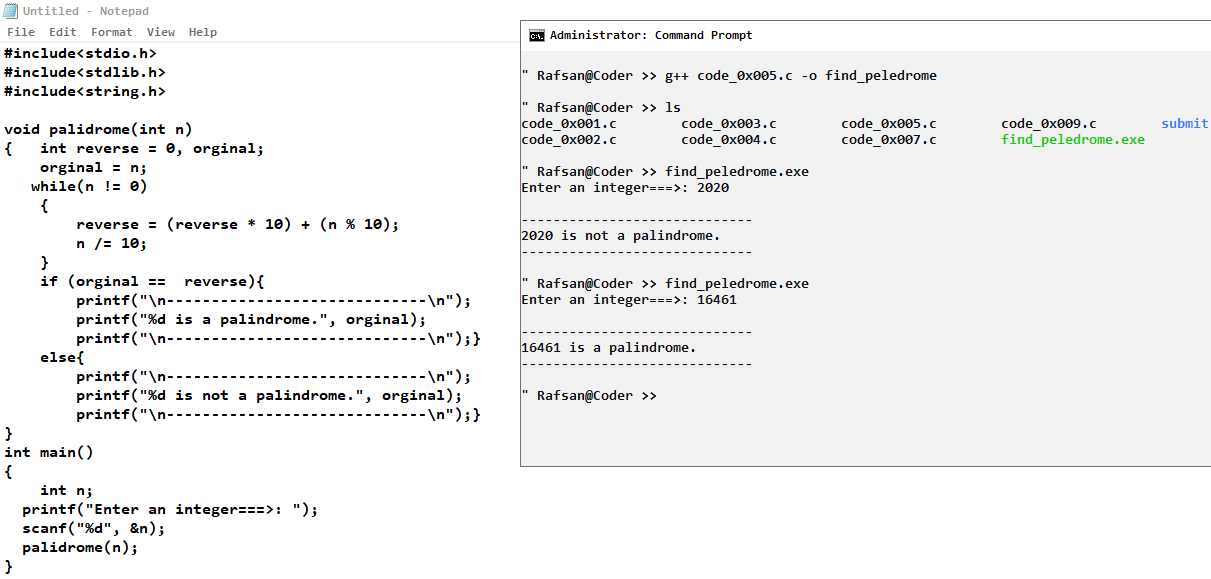 Untitled - Notepad
File Edit Format View Help
#include<stdio.h>
#include<stdlib.h>
#include<string.h>
void palidrome(int n)
{   int reverse = 0, orginal;
    orginal = n;
   while(n != 0)
    {
        reverse = (reverse * 10) + (n % 10);
        n /= 10;
    }
    if (orginal ==  reverse){
        printf("\n-----------------------------\n");
        printf("%d is a palindrome.", orginal);
        printf("\n-----------------------------\n");}
    else{
        printf("\n-----------------------------\n");
        printf("%d is not a palindrome.", orginal);
        printf("\n-----------------------------\n");}
}
int main()
{
    int n;
  printf("Enter an integer===>: ");
  scanf("%d", &n);
  palidrome(n);
}
Administrator: Command Prompt
" Rafsan@Coder >> g++ code_0x005.c -o find_peledrome
" Rafsan@Coder >> ls
code_0x001.c        code_0x003.c        code_0x005.c        code_0x009.c        submit
code_0x002.c        code_0x004.c        code_0x007.c        find_peledrome.exe
" Rafsan@Coder >> find_peledrome.exe
Enter an integer===>: 2020
-----------------------------
2020 is not a palindrome.
-----------------------------
" Rafsan@Coder >> find_peledrome.exe
Enter an integer===>: 16461
-----------------------------
16461 is a palindrome.
-----------------------------
" Rafsan@Coder >>